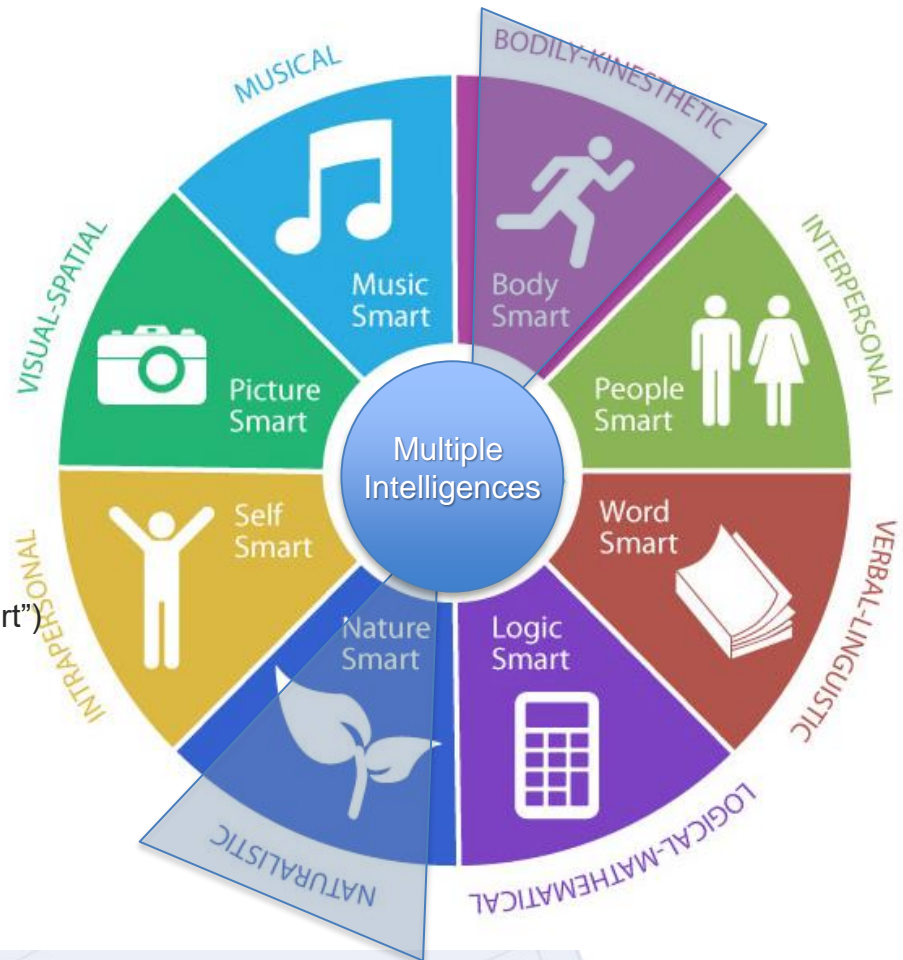 MUSICAL
BODILY-KINESTHETIC
INTERPERSONAL
VERBAL-LINGUISTIC
LOGICAL-MATHEMATICAL
NATURALISTIC
INTRAPERSONAL
VISUAL-SPATIAL
Music
Smart
Body
Smart
People
Smart
Word
Smart
Logic
Smart
Nature
Smart
Self
Smart
Picture
Smart
Multiple
Intelligences
rt”)